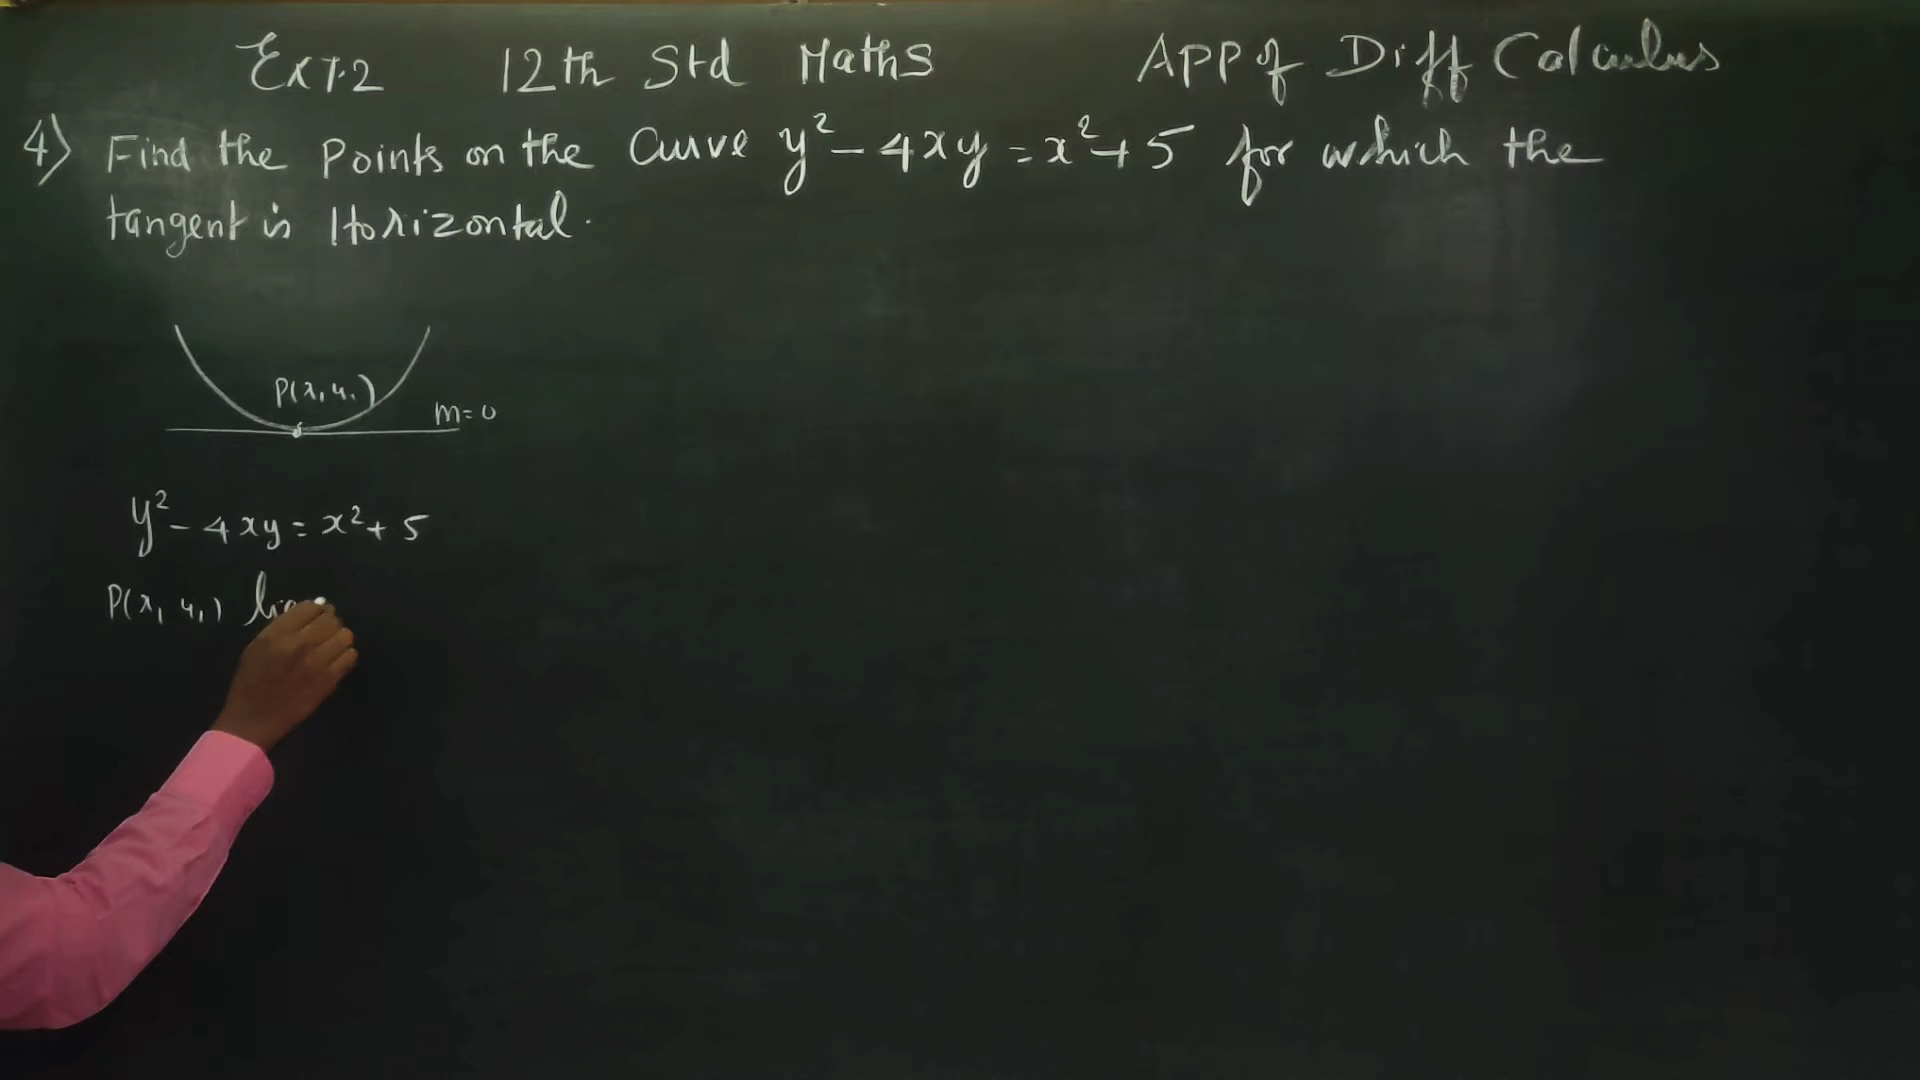 Ex 7.2 12th Std Maths APP of Diff Calculus
4) Find the Points on the Curve y² - 4xy = x² + 5 for which the
tangent is Horizontal.
P(x₁ y₁)
m=0
y² - 4xy = x² + 5
P(x₁ y₁)